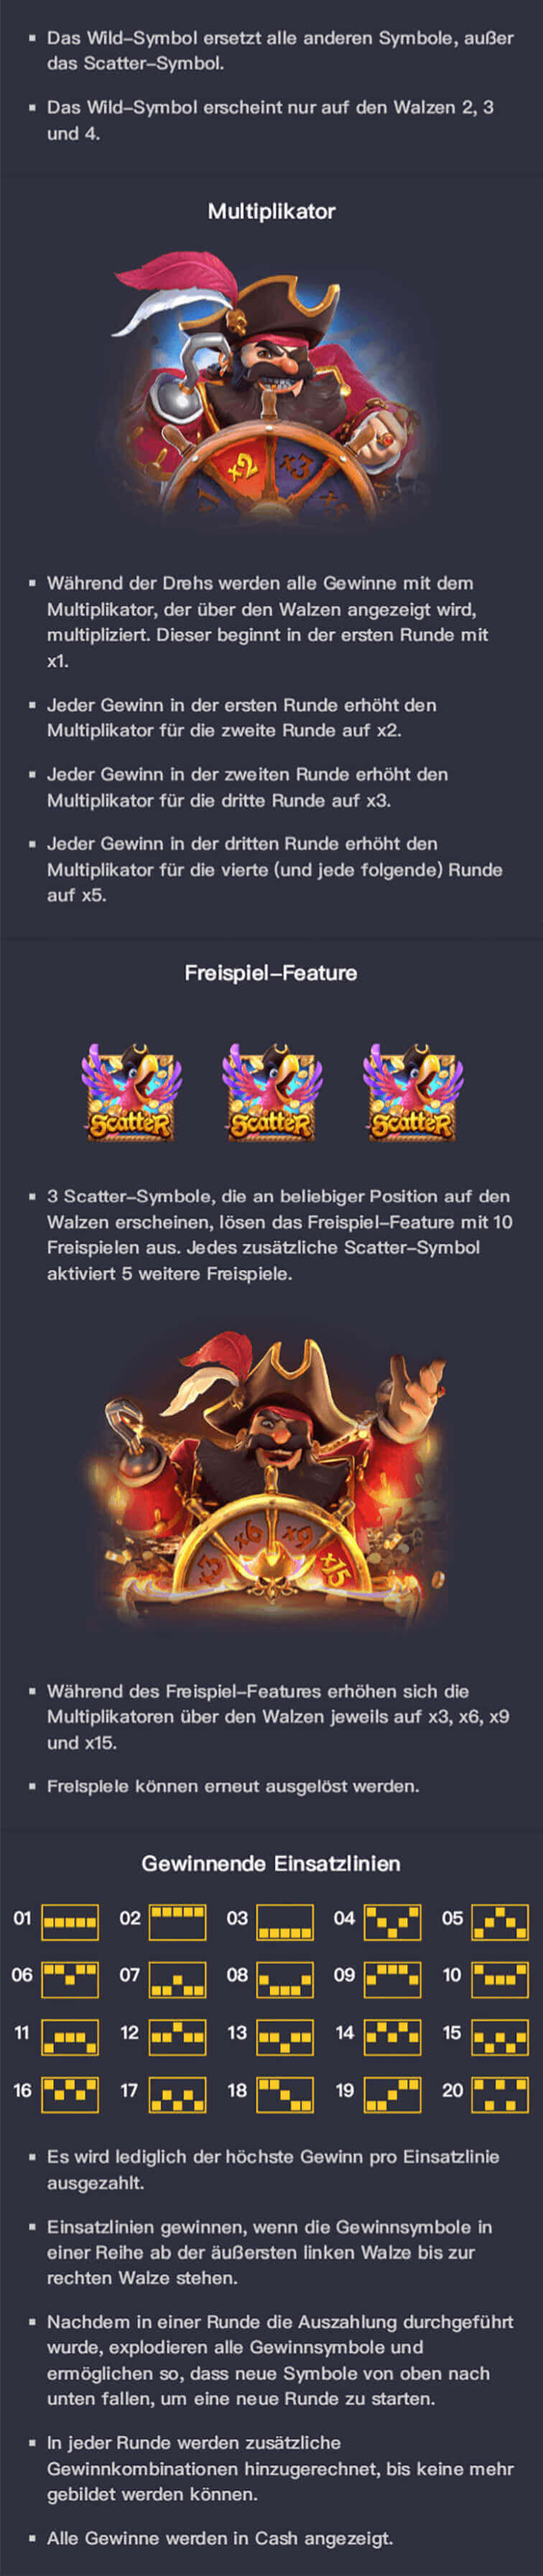 Das Wild-Symbol ersetzt alle anderen Symbole, außer
das Scatter-Symbol.
Das Wild-Symbol erscheint nur auf den Walzen 2, 3
und 4.
Multiplikator
x2 x3
Während der Drehs werden alle Gewinne mit dem
Multiplikator, der über den Walzen angezeigt wird,
multipliziert. Dieser beginnt in der ersten Runde mit
x1.
Jeder Gewinn in der ersten Runde erhöht den
Multiplikator für die zweite Runde auf x2.
Jeder Gewinn in der zweiten Runde erhöht den
Multiplikator für die dritte Runde auf x3.
Jeder Gewinn in der dritten Runde erhöht den
Multiplikator für die vierte (und jede folgende) Runde
auf x5.
Freispiel-Feature
Scatter Scatter Scatter
3 Scatter-Symbole, die an beliebiger Position auf den
Walzen erscheinen, lösen das Freispiel-Feature mit 10
Freispielen aus. Jedes zusätzliche Scatter-Symbol
aktiviert 5 weitere Freispiele.
x3 x6 x9 x15
Während des Freispiel-Features erhöhen sich die
Multiplikatoren über den Walzen jeweils auf x3, x6, x9
und x15.
Freispiele können erneut ausgelöst werden.
Gewinnende Einsatzlinien
01 02 03 04 05
06 07 08 09 10
11 12 13 14 15
16 17 18 19 20
Es wird lediglich der höchste Gewinn pro Einsatzlinie
ausgezahlt.
Einsatzlinien gewinnen, wenn die Gewinnsymbole in
einer Reihe ab der äußersten linken Walze bis zur
rechten Walze stehen.
Nachdem in einer Runde die Auszahlung durchgeführt
wurde, explodieren alle Gewinnsymbole und
ermöglichen so, dass neue Symbole von oben nach
unten fallen, um eine neue Runde zu starten.
In jeder Runde werden zusätzliche
Gewinnkombinationen hinzugerechnet, bis keine mehr
gebildet werden können.
Alle Gewinne werden in Cash angezeigt.